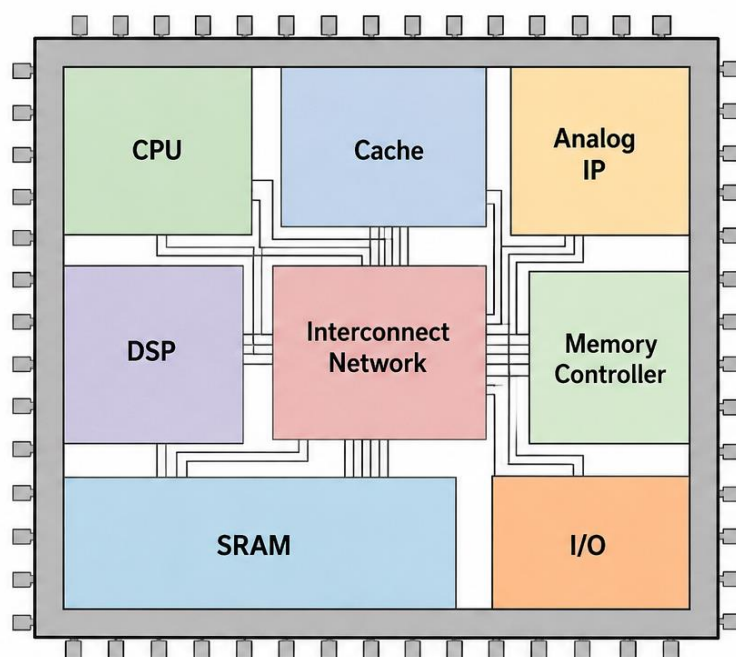 CPU
Cache
Analog
IP
DSP
Interconnect
Network
Memory
Controller
SRAM
I/O